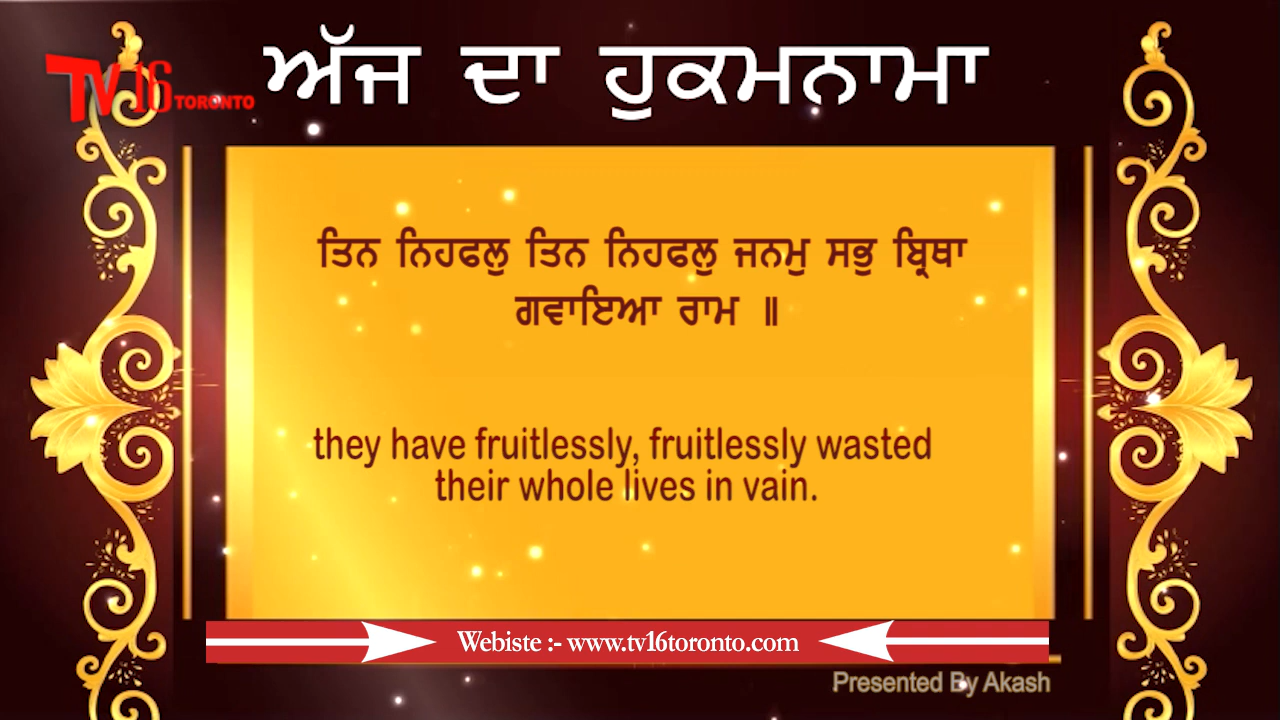 TV16 TORONTO
ਅੱਜ ਦਾ ਹੁਕਮਨਾਮਾ
ਤਿਨ ਨਿਹਫਲੁ ਤਿਨ ਨਿਹਫਲੁ ਜਨਮੁ ਸਭੁ ਬ੍ਰਿਥਾ
ਗਵਾਇਆ ਰਾਮ ॥
they have fruitlessly, fruitlessly wasted
their whole lives in vain.
Webiste :- www.tv16toronto.com
Presented By Akash